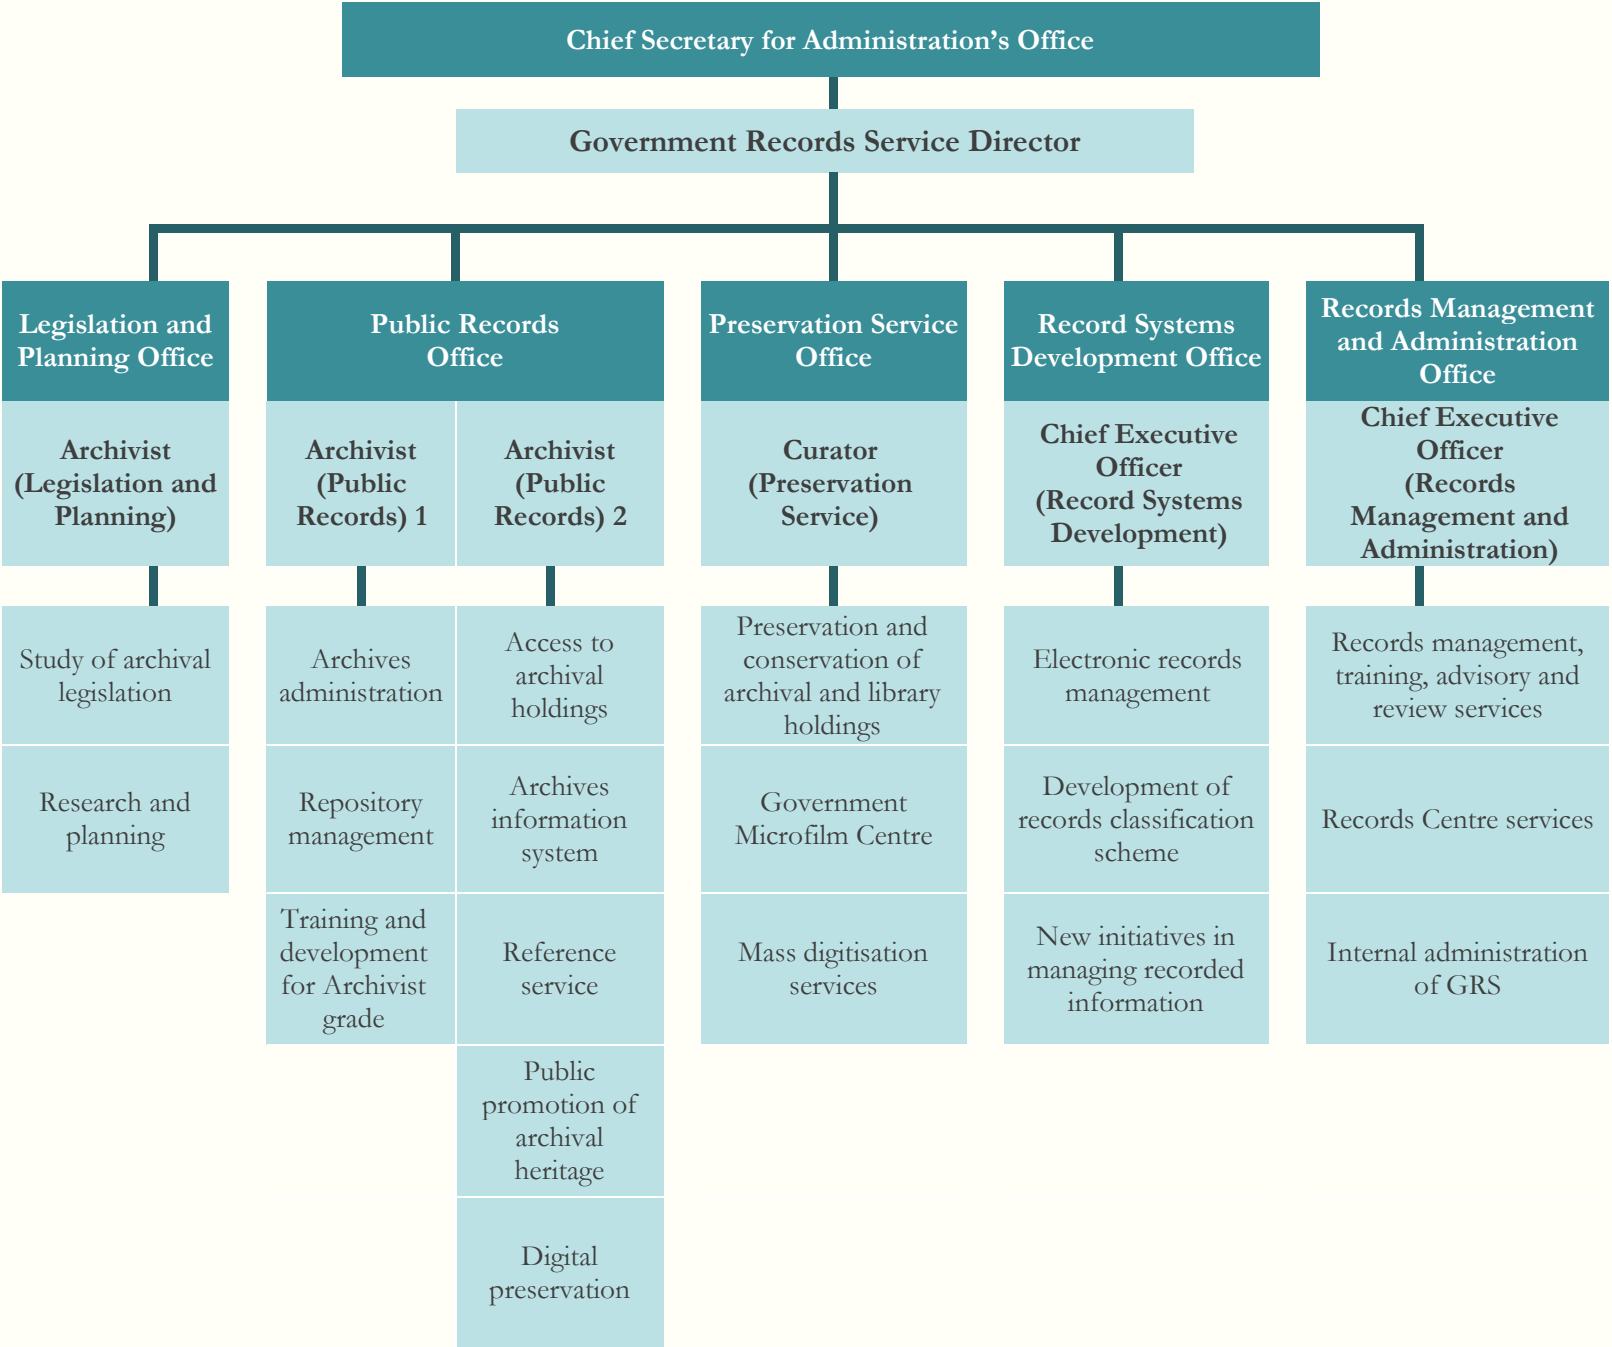 Chief Secretary for Administration’s Office
Government Records Service Director
Legislation and
Planning Office
Archivist
(Legislation and
Planning)
Study of archival
legislation
Research and
planning
Public Records
Office
Archivist
(Public
Records) 1
Archives
administration
Repository
management
Training and
development
for Archivist
grade
Archivist
(Public
Records) 2
Access to
archival
holdings
Archives
information
system
Reference
service
Public
promotion of
archival
heritage
Digital
preservation
Preservation Service
Office
Curator
(Preservation
Service)
Preservation and
conservation of
archival and library
holdings
Government
Microfilm Centre
Mass digitisation
services
Record Systems
Development Office
Chief Executive
Officer
(Record Systems
Development)
Electronic records
management
Development of
records classification
scheme
New initiatives in
managing recorded
information
Records Management
and Administration
Office
Chief Executive
Officer
(Records
Management and
Administration)
Records management,
training, advisory and
review services
Records Centre services
Internal administration
of GRS